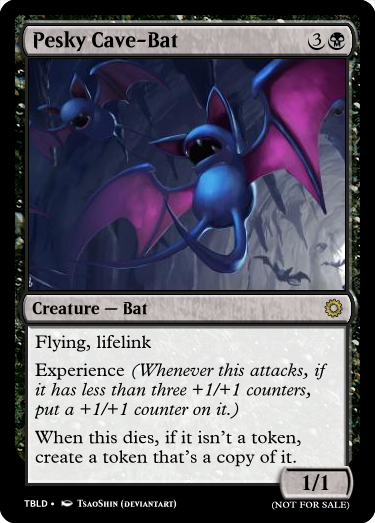 Pesky Cave-Bat 3
Creature — Bat
Flying, lifelink
Experience (Whenever this attacks, if
it has less than three +1/+1 counters,
put a +1/+1 counter on it.)
When this dies, if it isn't a token,
create a token that's a copy of it.
1/1
TBLD • TsaoShin (deviantart)
(NOT FOR SALE)